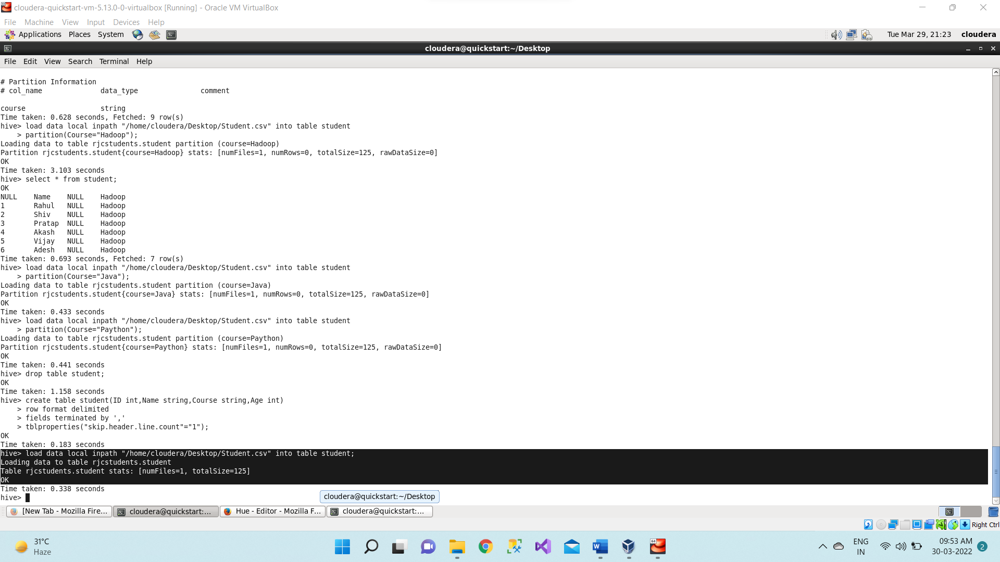 cloudera-quickstart-vm-5.13.0-0-virtualbox [Running] - Oracle VM VirtualBox
File Machine View Input Devices Help
Applications Places System Tue Mar 29, 21:23 cloudera
cloudera@quickstart:~/Desktop
File Edit View Search Terminal Help
# Partition Information
# col_name data_type comment
course string
Time taken: 0.628 seconds, Fetched: 9 row(s)
hive> load data local inpath "/home/cloudera/Desktop/Student.csv" into table student
> partition(Course="Hadoop");
Loading data to table rjcstudents.student partition (course=Hadoop)
Partition rjcstudents.student{course=Hadoop} stats: [numFiles=1, numRows=0, totalSize=125, rawDataSize=0]
OK
Time taken: 3.103 seconds
hive> select * from student;
OK
NULL Name NULL Hadoop
1 Rahul NULL Hadoop
2 Shiv NULL Hadoop
3 Pratap NULL Hadoop
4 Akash NULL Hadoop
5 Vijay NULL Hadoop
6 Adesh NULL Hadoop
Time taken: 0.693 seconds, Fetched: 7 row(s)
hive> load data local inpath "/home/cloudera/Desktop/Student.csv" into table student
> partition(Course="Java");
Loading data to table rjcstudents.student partition (course=Java)
Partition rjcstudents.student{course=Java} stats: [numFiles=1, numRows=0, totalSize=125, rawDataSize=0]
OK
Time taken: 0.433 seconds
hive> load data local inpath "/home/cloudera/Desktop/Student.csv" into table student
> partition(Course="Paython");
Loading data to table rjcstudents.student partition (course=Paython)
Partition rjcstudents.student{course=Paython} stats: [numFiles=1, numRows=0, totalSize=125, rawDataSize=0]
OK
Time taken: 0.441 seconds
hive> drop table student;
OK
Time taken: 1.158 seconds
hive> create table student(ID int,Name string,Course string,Age int)
> row format delimited
> fields terminated by ','
> tblproperties("skip.header.line.count"="1");
OK
Time taken: 0.183 seconds
hive> load data local inpath "/home/cloudera/Desktop/Student.csv" into table student;
Loading data to table rjcstudents.student
Table rjcstudents.student stats: [numFiles=1, totalSize=125]
OK
Time taken: 0.338 seconds
hive>
cloudera@quickstart:~/Desktop
[New Tab - Mozilla Fire... cloudera@quickstart:... Hue - Editor - Mozilla F... cloudera@quickstart:...
Right Ctrl
31°C
Haze
ENG
IN
09:53 AM
30-03-2022
2